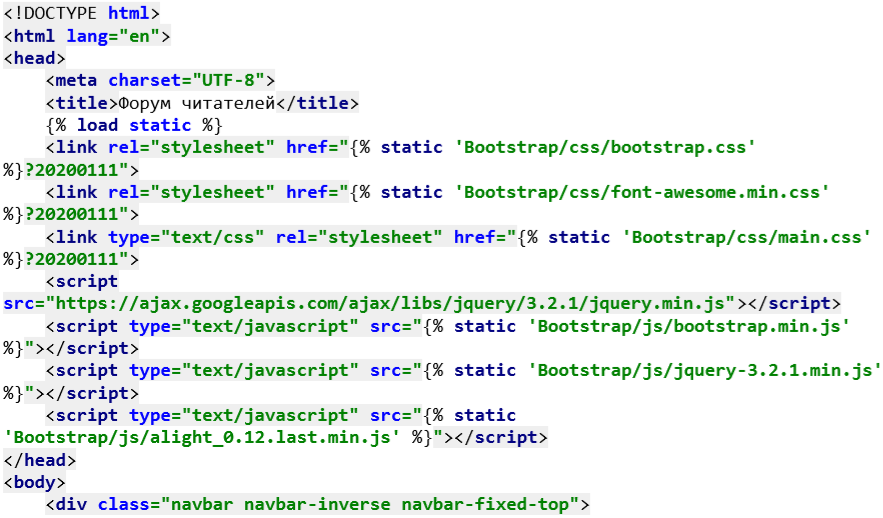 <!DOCTYPE html>
<html lang="en">
<head>
    <meta charset="UTF-8">
    <title>Форум читателей</title>
    {% load static %}
    <link rel="stylesheet" href="{% static 'Bootstrap/css/bootstrap.css'
%}?20200111">
    <link rel="stylesheet" href="{% static 'Bootstrap/css/font-awesome.min.css'
%}?20200111">
    <link type="text/css" rel="stylesheet" href="{% static 'Bootstrap/css/main.css'
%}?20200111">
    <script
src="https://ajax.googleapis.com/ajax/libs/jquery/3.2.1/jquery.min.js"></script>
    <script type="text/javascript" src="{% static 'Bootstrap/js/bootstrap.min.js'
%}"></script>
    <script type="text/javascript" src="{% static 'Bootstrap/js/jquery-3.2.1.min.js'
%}"></script>
    <script type="text/javascript" src="{% static
'Bootstrap/js/alight_0.12.last.min.js' %}"></script>
</head>
<body>
    <div class="navbar navbar-inverse navbar-fixed-top">